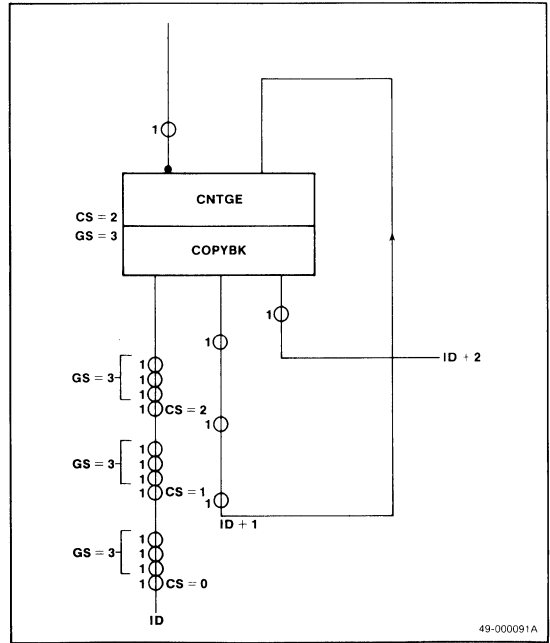 1
CNTGE
CS = 2
GS = 3
COPYBK
1
1
ID + 2
1
GS = 3
1
1
1 CS = 2
1
1
GS = 3
1
1
1 CS = 1
1
ID + 1
1
GS = 3
1
1
1 CS = 0
ID
49-000091A